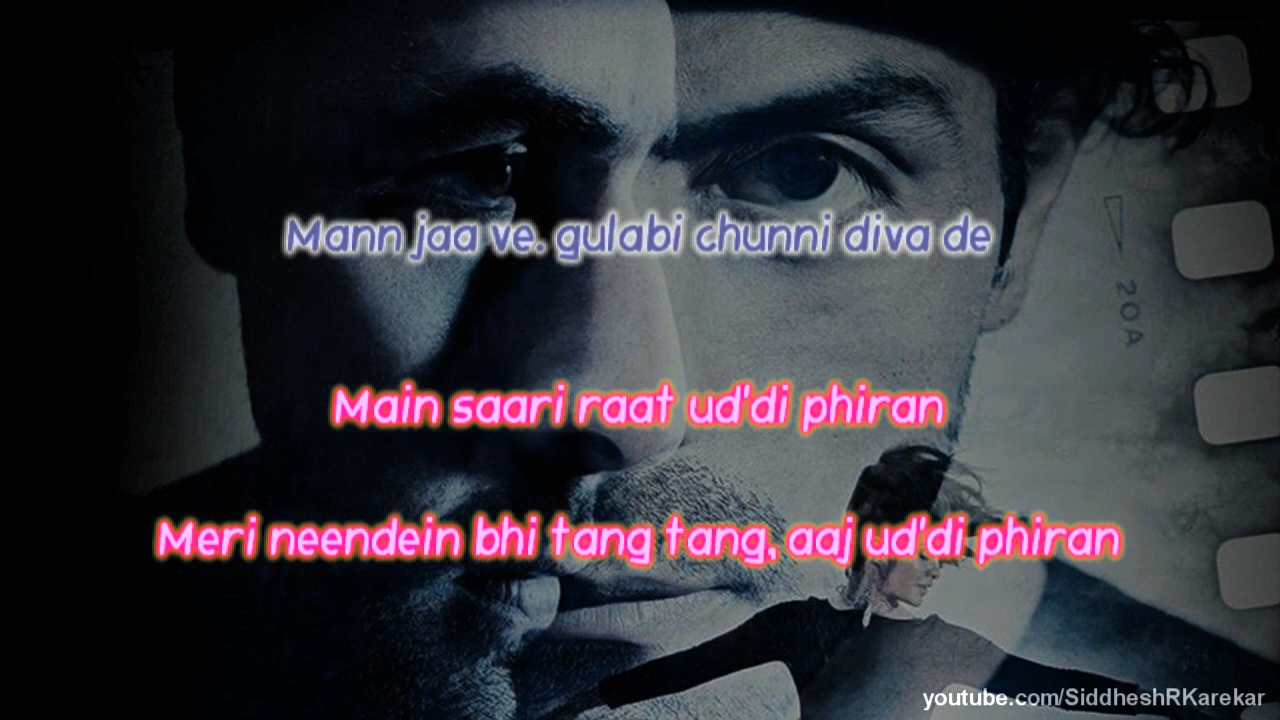 Mann jaa ve. gulabi chunni diva de
20A
Main saari raat ud'di phiran
Meri neendein bhi tang tang, aaj ud'di phiran
youtube.com/SiddheshRKarekar